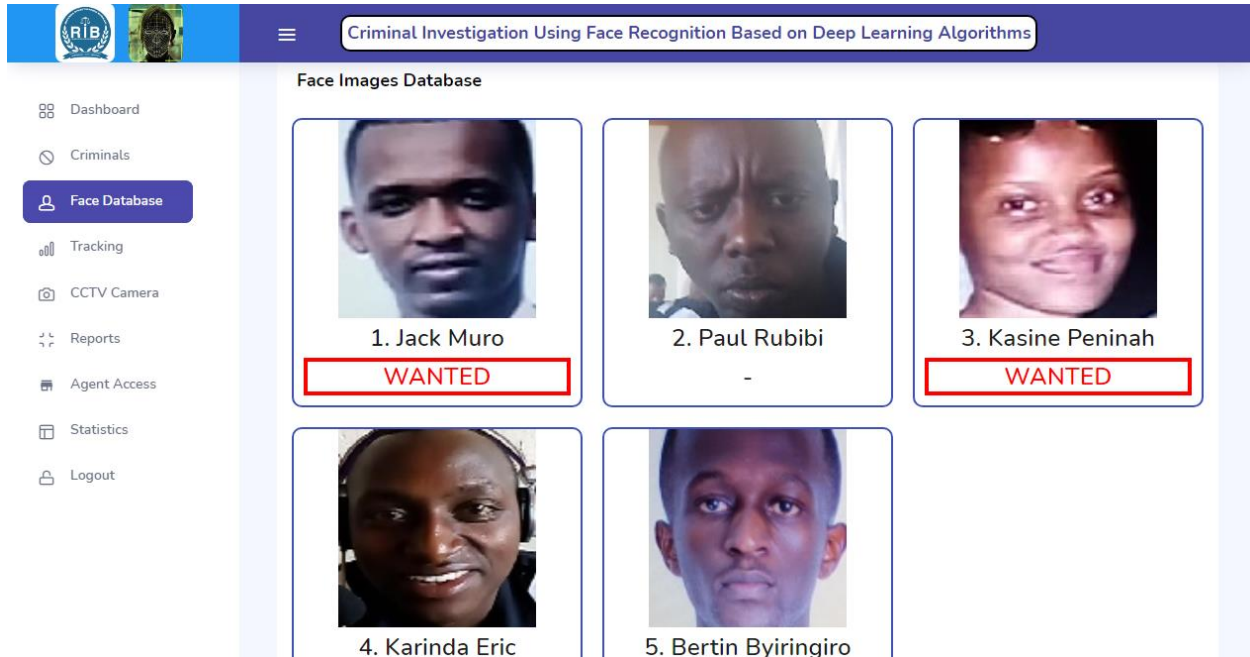 RIB
Criminal Investigation Using Face Recognition Based on Deep Learning Algorithms
Face Images Database
Dashboard
Criminals
Face Database
Tracking
CCTV Camera
Reports
Agent Access
Statistics
Logout
1. Jack Muro
WANTED
2. Paul Rubibi
-
3. Kasine Peninah
WANTED
4. Karinda Eric
5. Bertin Byiringiro